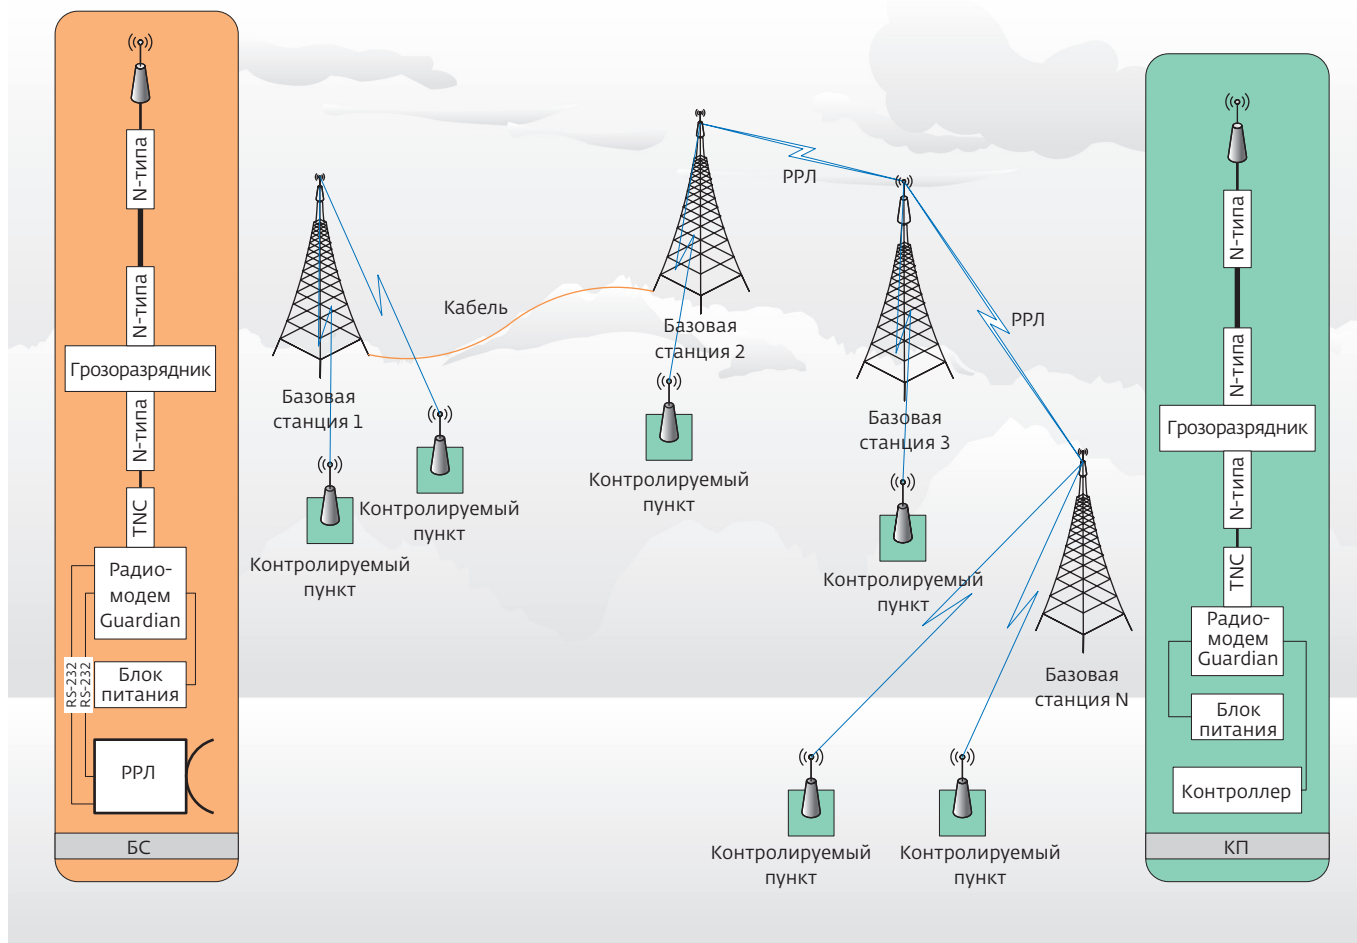 N-типа
N-типа
Грозоразрядник
N-типа
TNC
Радио-
модем
Guardian
RS-232
RS-232
Блок
питания
РРЛ
БС
Базовая
станция 1
Кабель
Базовая
станция 2
РРЛ
Базовая
станция 3
РРЛ
Базовая
станция N
Контролируемый
пункт
Контролируемый
пункт
Контролируемый
пункт
Контролируемый
пункт
Контролируемый
пункт
Контролируемый
пункт
N-типа
N-типа
Грозоразрядник
N-типа
TNC
Радио-
модем
Guardian
Блок
питания
Контроллер
КП